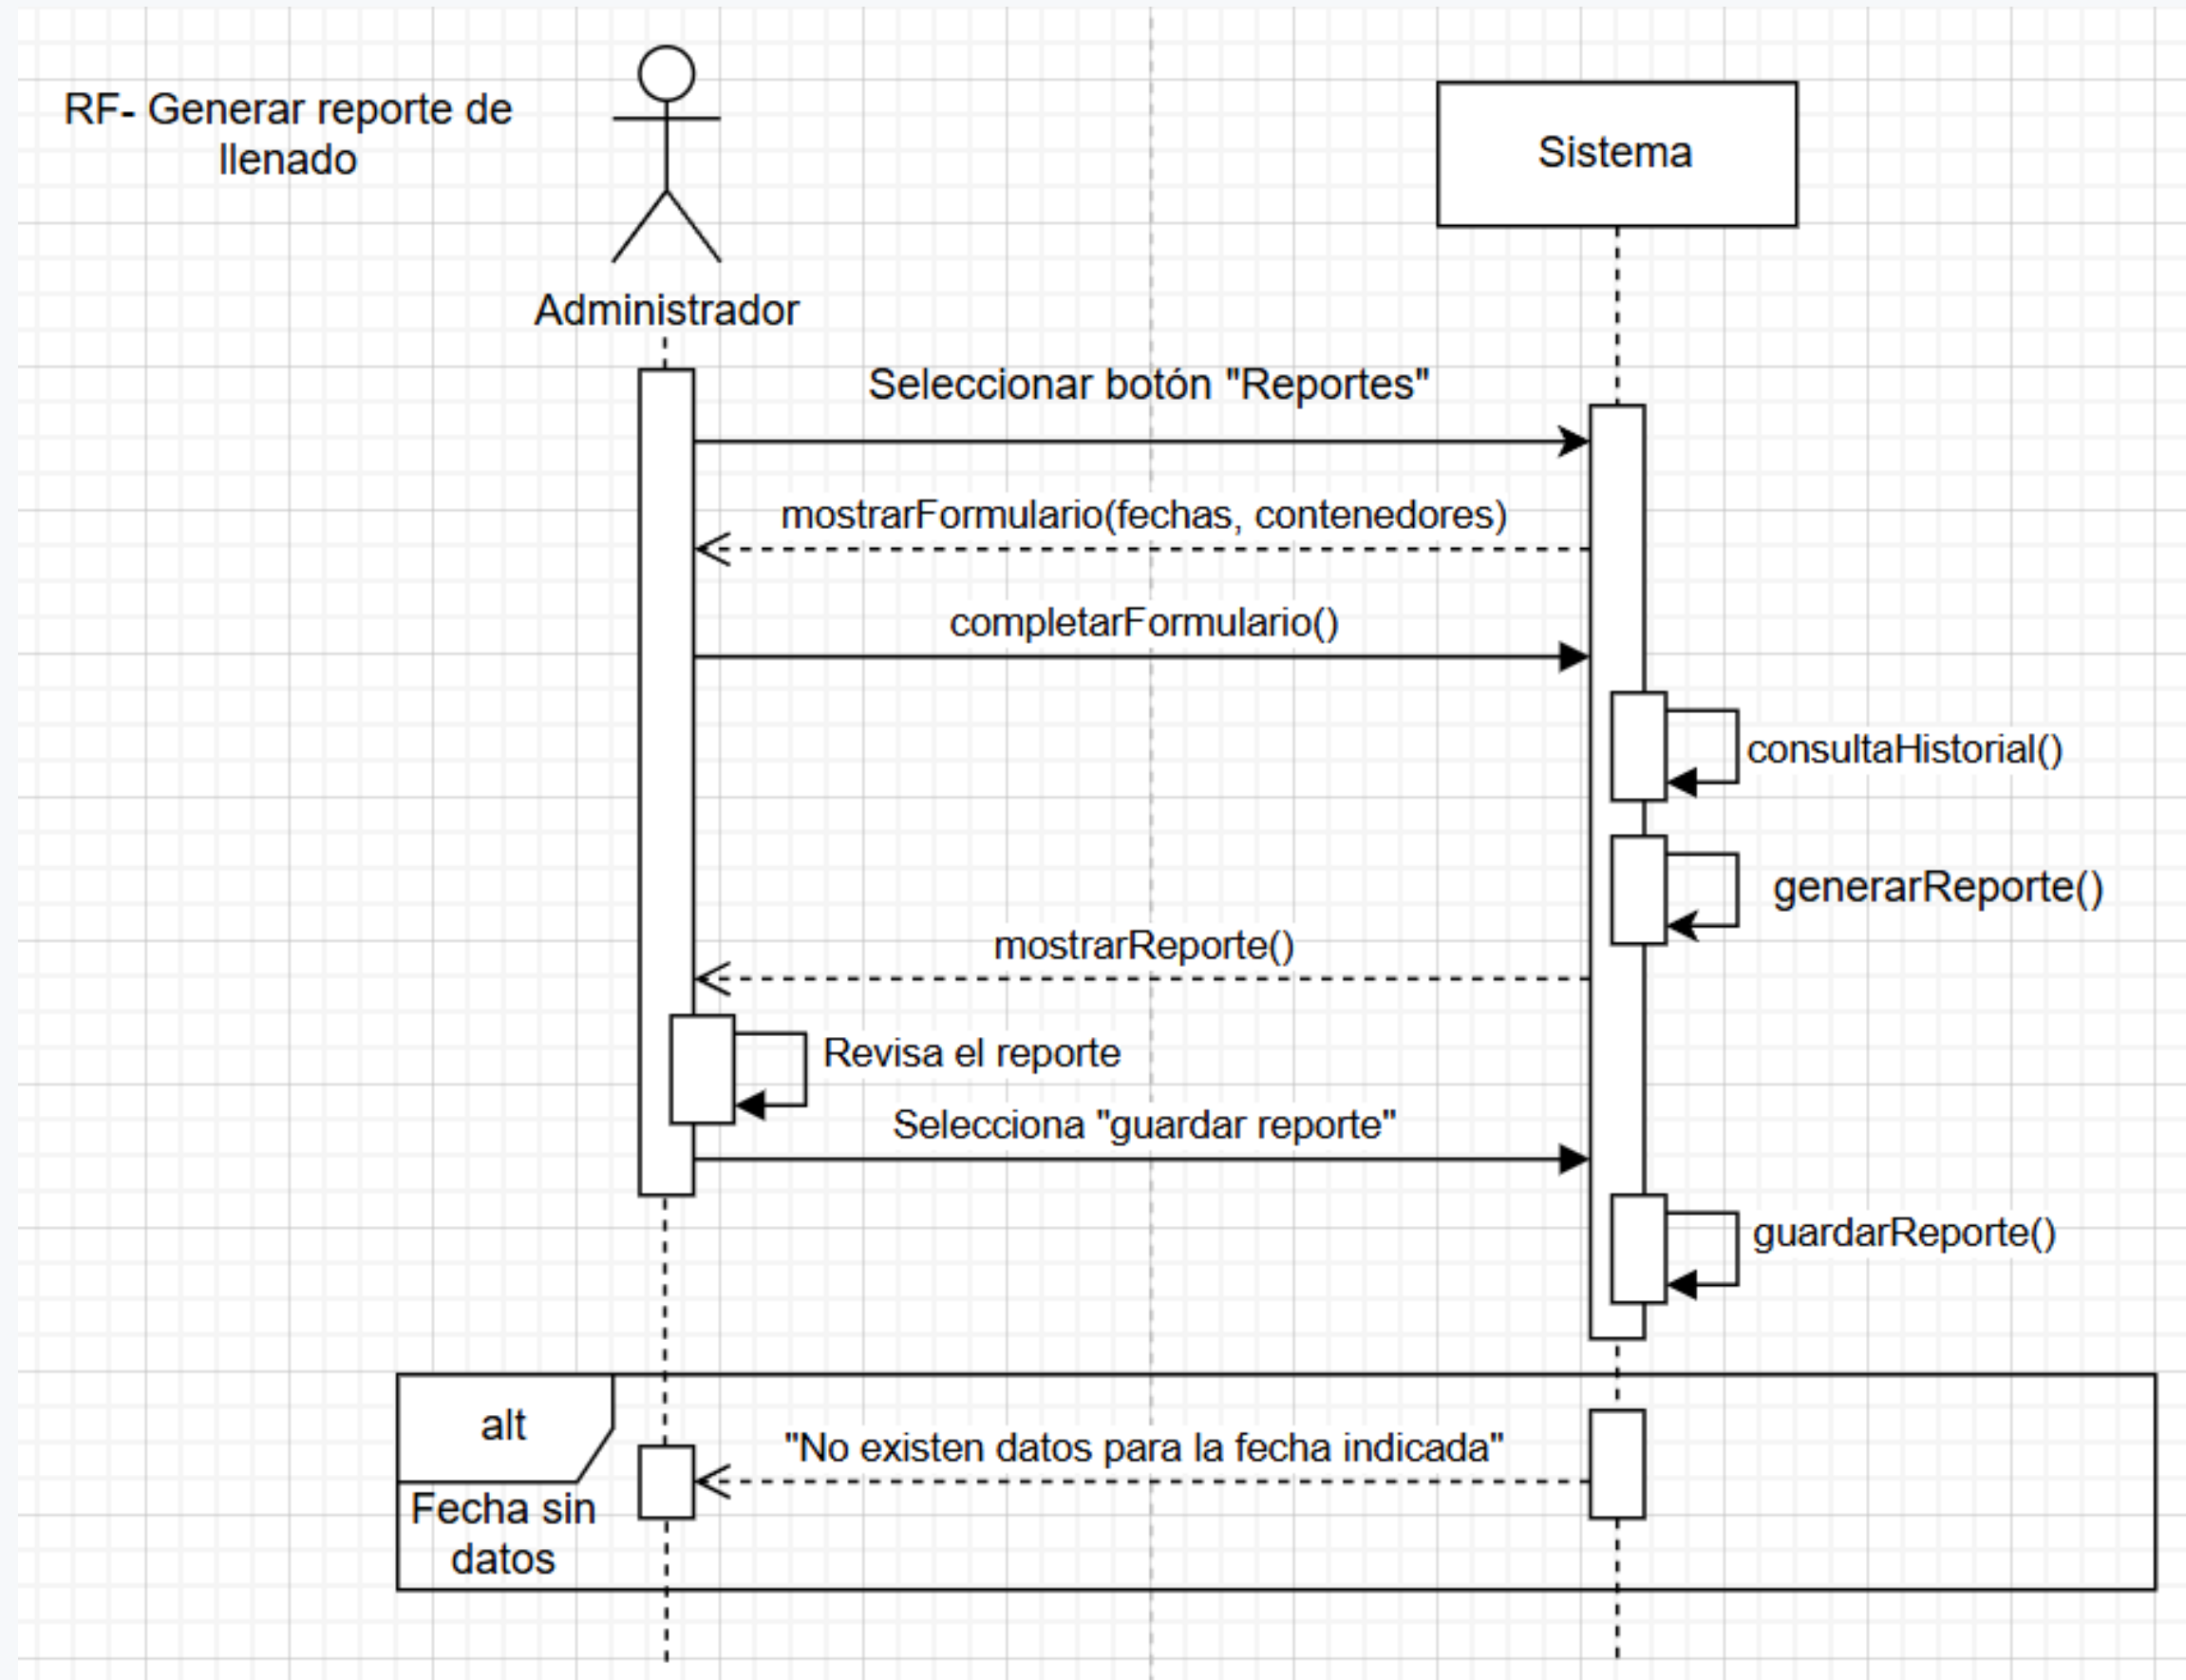 RF- Generar reporte de
llenado
Sistema
Administrador
Seleccionar botón "Reportes"
mostrarFormulario(fechas, contenedores)
completarFormulario()
consultaHistorial()
generarReporte()
mostrarReporte()
Revisa el reporte
Selecciona "guardar reporte"
guardarReporte()
alt
"No existen datos para la fecha indicada"
Fecha sin
datos